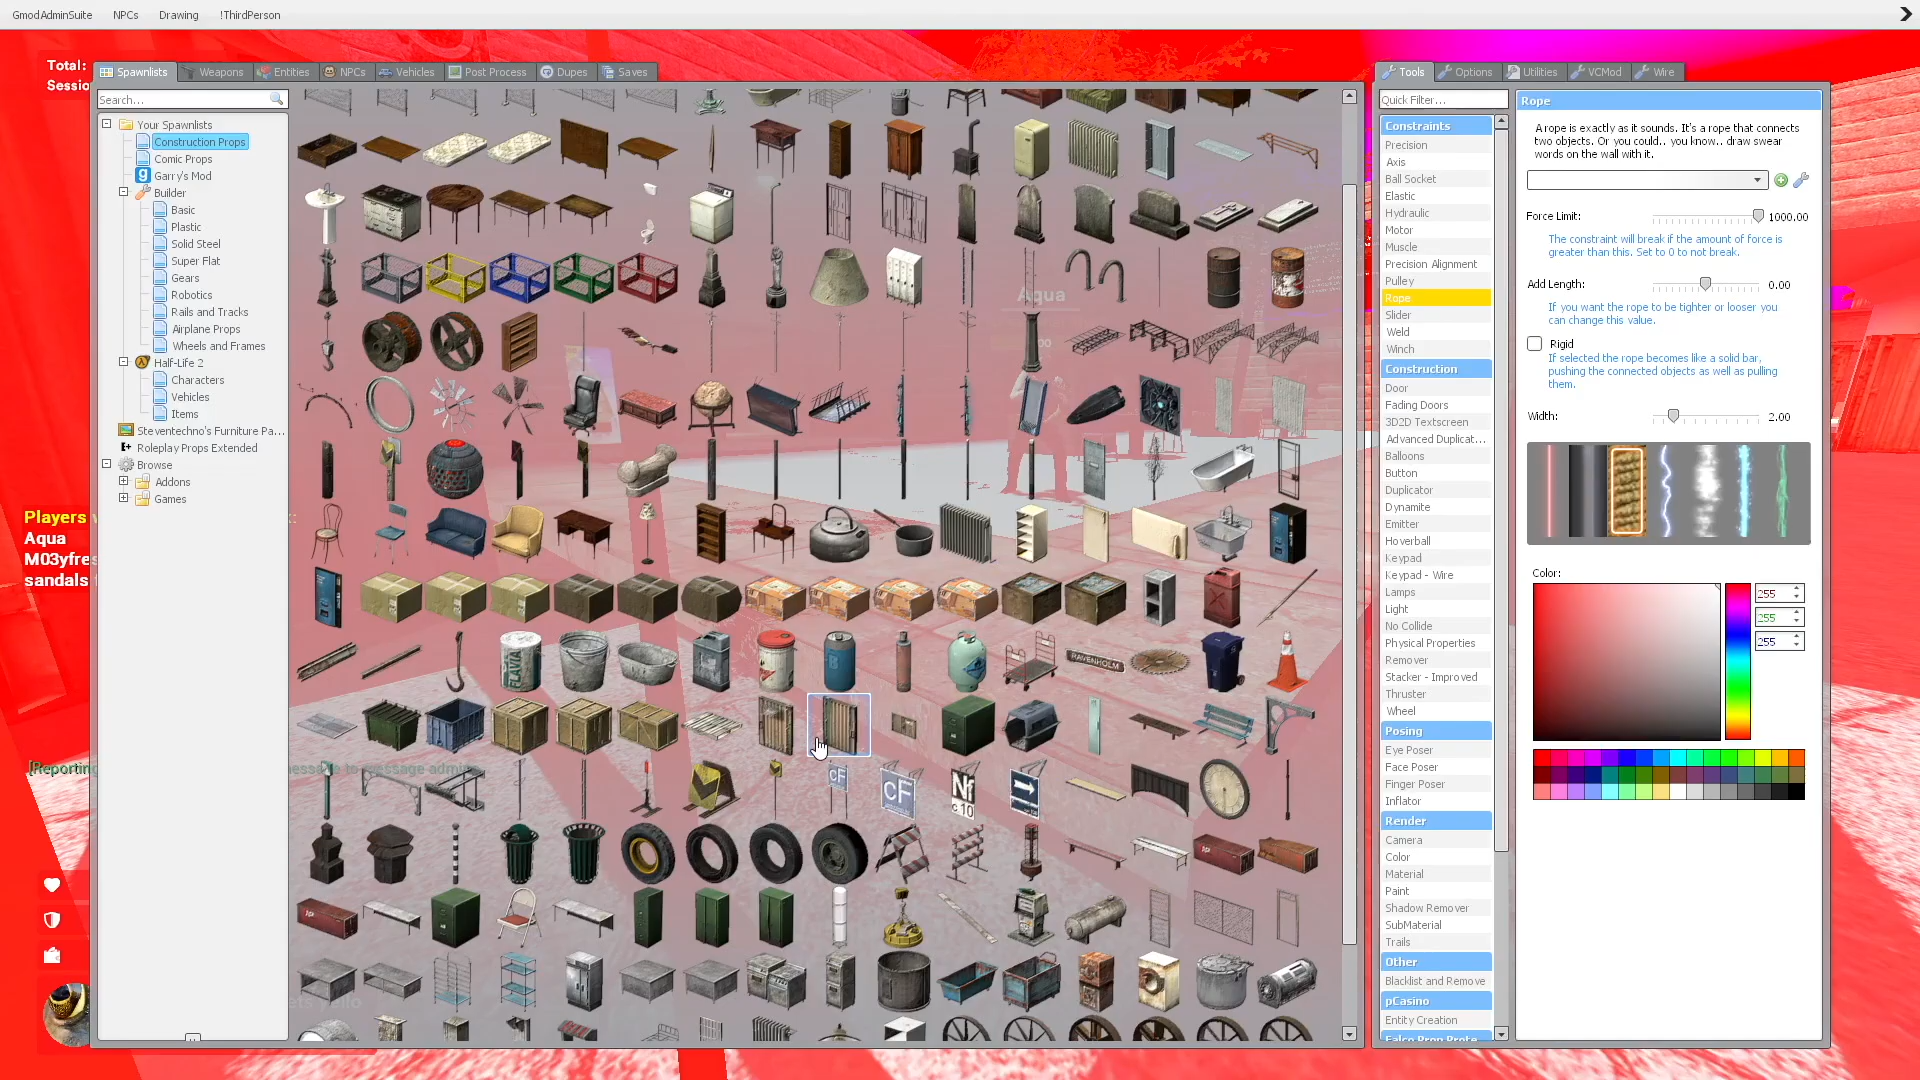 GmodAdminSuite NPCs Drawing !ThirdPerson
Total:
Sessio
Spawnlists Weapons Entities NPCs Vehicles Post Process Dupes Saves
Search...
Your Spawnlists
Construction Props
Comic Props
Garry's Mod
Builder
Basic
Plastic
Solid Steel
Super Flat
Gears
Robotics
Rails and Tracks
Airplane Props
Wheels and Frames
Half-Life 2
Characters
Vehicles
Items
Steventechno's Furniture Pa...
Roleplay Props Extended
Browse
Addons
Games
Players
Aqua
M03yfres
sandals
[Reporting
message admins
Aqua
RAVENHOLM
CF
CF
Nf
c 10
Tools Options Utilities VCMod Wire
Quick Filter...
Constraints
Precision
Axis
Ball Socket
Elastic
Hydraulic
Motor
Muscle
Precision Alignment
Pulley
Rope
Slider
Weld
Winch
Construction
Door
Fading Doors
3D2D Textscreen
Advanced Duplicat...
Balloons
Button
Duplicator
Dynamite
Emitter
Hoverball
Keypad
Keypad - Wire
Lamps
Light
No Collide
Physical Properties
Remover
Stacker - Improved
Thruster
Wheel
Posing
Eye Poser
Face Poser
Finger Poser
Inflator
Render
Camera
Color
Material
Paint
Shadow Remover
SubMaterial
Trails
Other
Blacklist and Remove
pCasino
Entity Creation
Falco Prop Prote
Rope
A rope is exactly as it sounds. It's a rope that connects
two objects. Or you could.. you know.. draw swear
words on the wall with it.
Force Limit: 1000.00
The constraint will break if the amount of force is
greater than this. Set to 0 to not break.
Add Length: 0.00
If you want the rope to be tighter or looser you
can change this value.
Rigid
If selected the rope becomes like a solid bar,
pushing the connected objects as well as pulling
them.
Width: 2.00
Color:
255
255
255